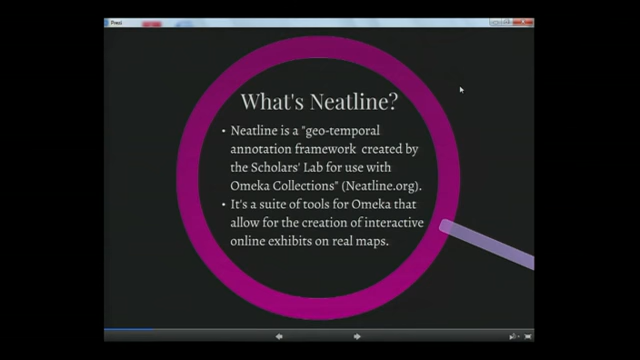 Prezi
What's Neatline?
• Neatline is a "geo-temporal
annotation framework created by
the Scholars' Lab for use with
Omeka Collections" (Neatline.org).
• It's a suite of tools for Omeka that
allow for the creation of interactive
online exhibits on real maps.